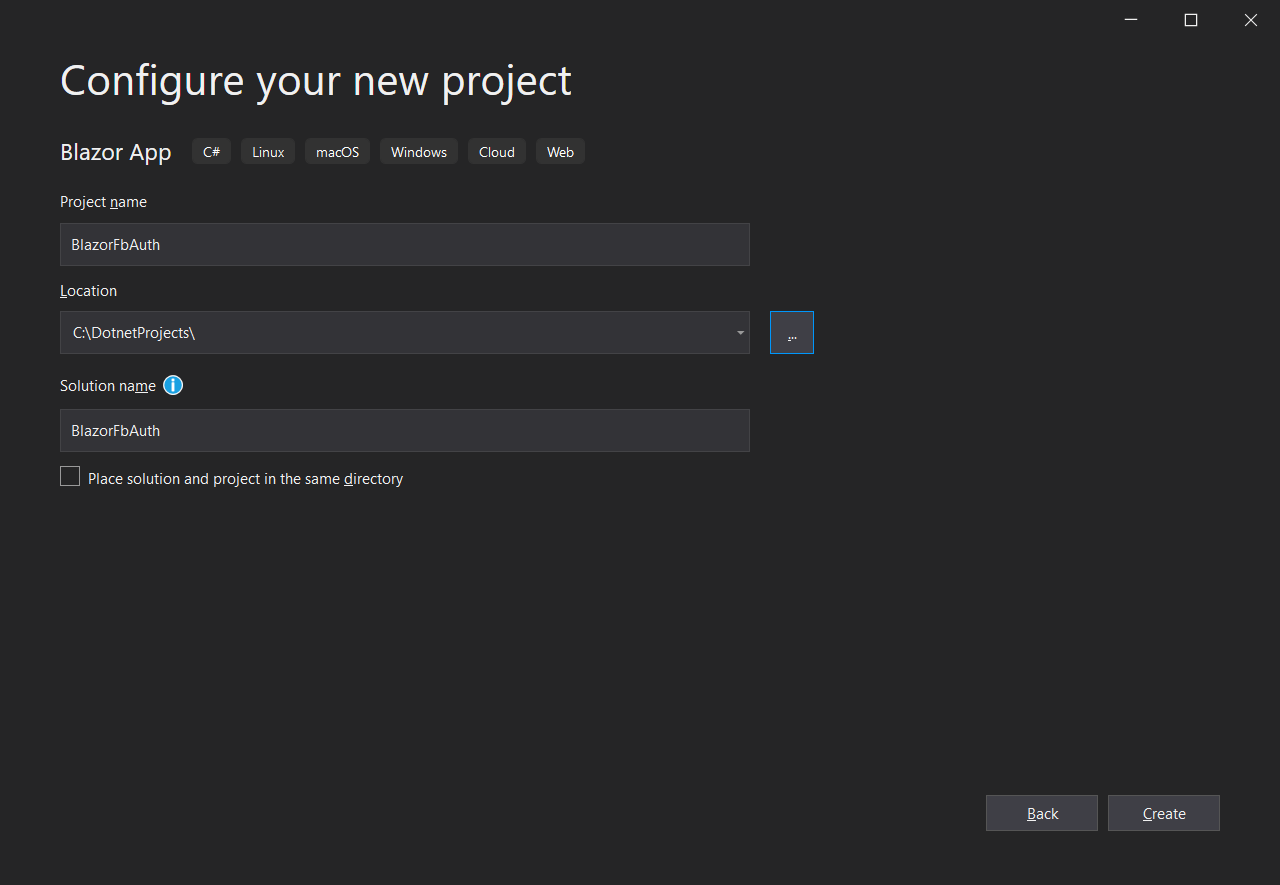 Configure your new project
Blazor App C# Linux macOS Windows Cloud Web
Project name
BlazorFbAuth
Location
C:\DotnetProjects\
...
Solution name
BlazorFbAuth
Place solution and project in the same directory
Back Create